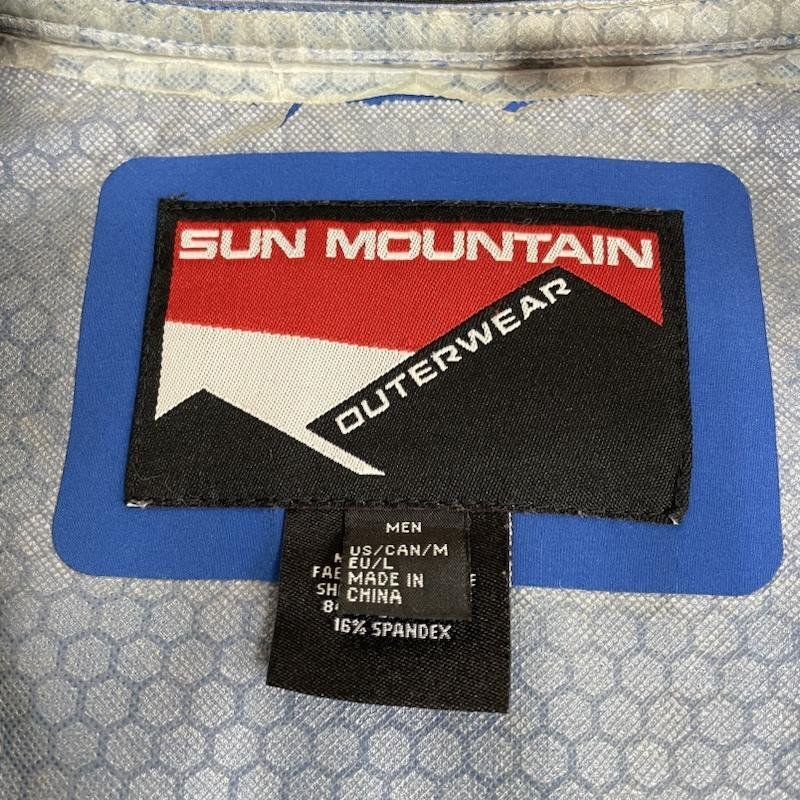 SUN MOUNTAIN
OUTERWEAR
MEN
US/CAN/M
EU/L
MADE IN
CHINA
16% SPANDEX